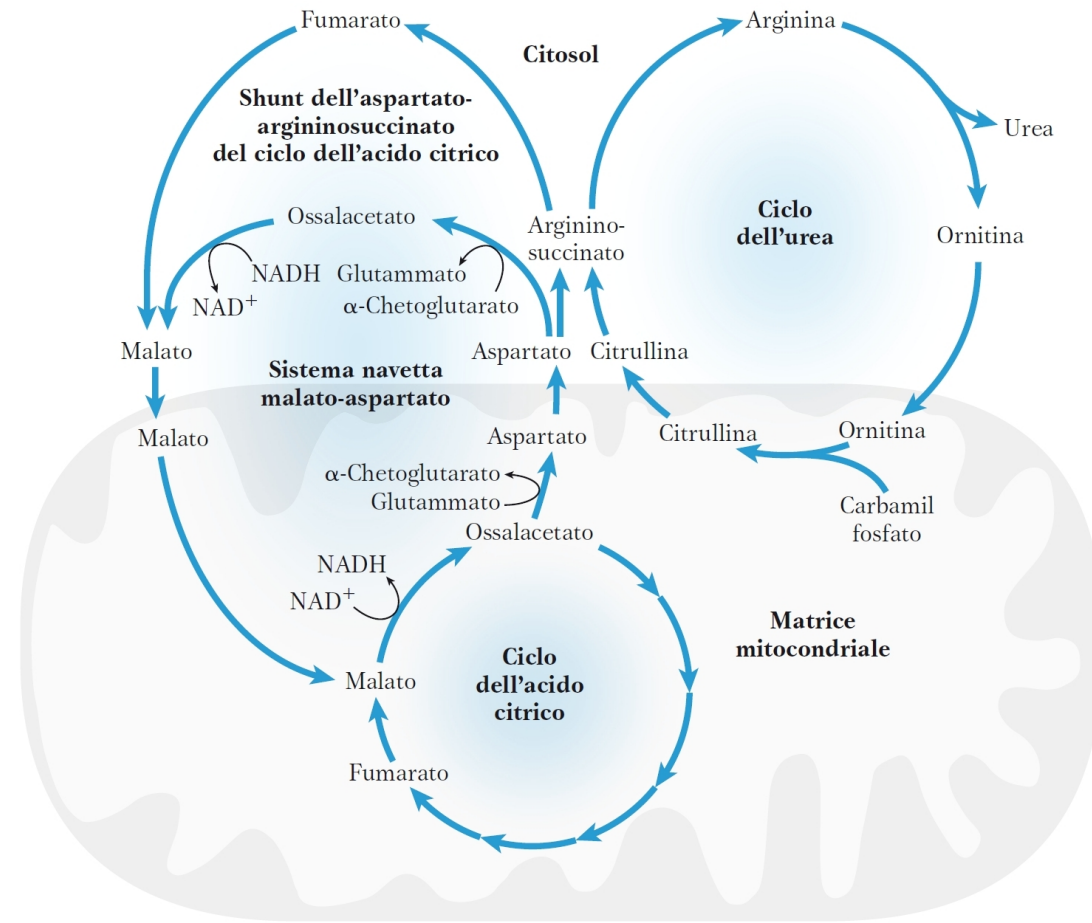 Fumarato
Arginina
Citosol
Shunt dell'aspartato-
argininosuccinato
del ciclo dell'acido citrico
Urea
Ossalacetato
Arginino-
succinato
Ciclo
dell'urea
Ornitina
NADH
Glutammato
NAD+
α-Chetoglutarato
Malato
Aspartato
Citrullina
Sistema navetta
malato-aspartato
Malato
Aspartato
Citrullina
Ornitina
α-Chetoglutarato
Glutammato
Carbamil
fosfato
Ossalacetato
NADH
NAD+
Matrice
mitocondriale
Ciclo
dell'acido
citrico
Malato
Fumarato